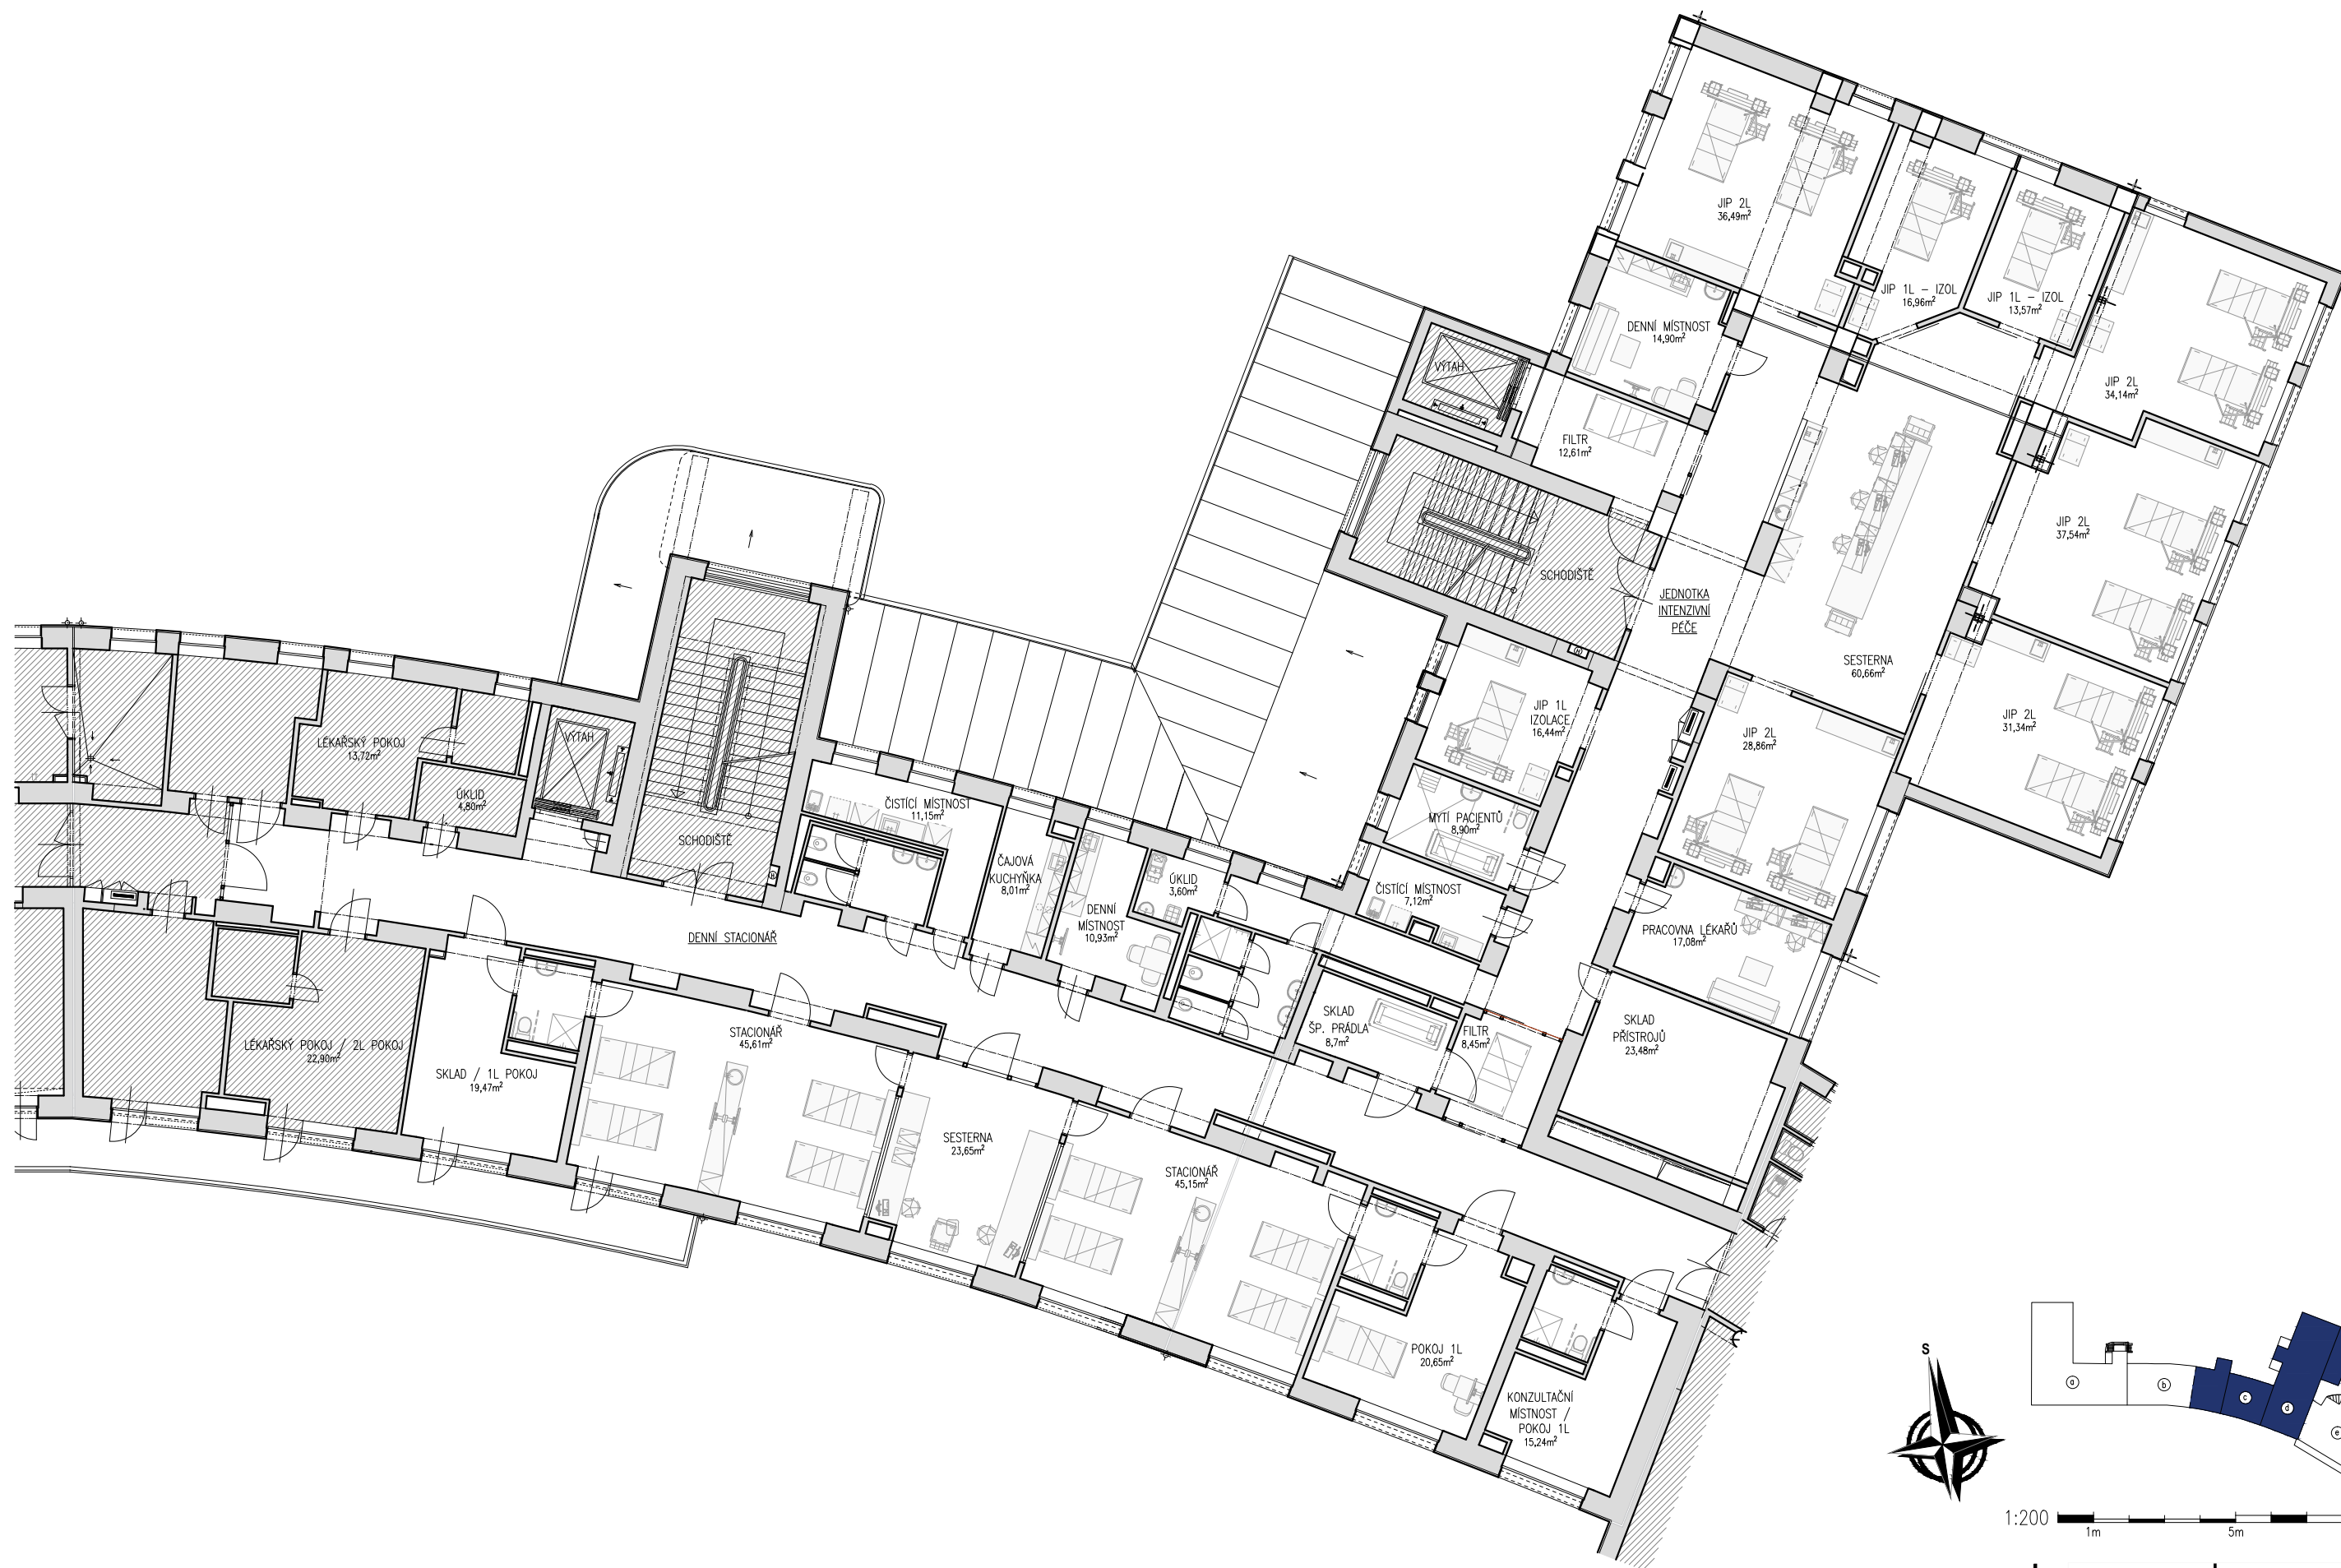 JIP 2L
36,49m²
JIP 1L – IZOL
16,96m²
JIP 1L – IZOL
13,57m²
DENNÍ MÍSTNOST
14,90m²
VÝTAH
JIP 2L
34,14m²
FILTR
12,61m²
JIP 2L
37,54m²
SCHODIŠTĚ
JEDNOTKA
INTENZIVNÍ
PÉČE
SESTERNA
60,66m²
JIP 1L
IZOLACE
16,44m²
JIP 2L
28,86m²
JIP 2L
31,34m²
LÉKAŘSKÝ POKOJ
13,72m²
VÝTAH
ÚKLID
4,80m²
SCHODIŠTĚ
ČISTÍCÍ MÍSTNOST
11,15m²
MYTÍ PACIENTŮ
8,90m²
ČAJOVÁ
KUCHYŇKA
8,01m²
ÚKLID
3,60m²
ČISTÍCÍ MÍSTNOST
7,12m²
DENNÍ
MÍSTNOST
10,93m²
DENNÍ STACIONÁŘ
PRACOVNA LÉKAŘŮ
17,08m²
LÉKAŘSKÝ POKOJ / 2L POKOJ
22,90m²
SKLAD / 1L POKOJ
19,47m²
STACIONÁŘ
45,61m²
SKLAD
ŠP. PRÁDLA
8,7m²
FILTR
8,45m²
SKLAD
PŘÍSTROJŮ
23,48m²
SESTERNA
23,65m²
STACIONÁŘ
45,15m²
POKOJ 1L
20,65m²
KONZULTAČNÍ
MÍSTNOST /
POKOJ 1L
15,24m²
S
a
b
c
d
e
1:200
1m
5m